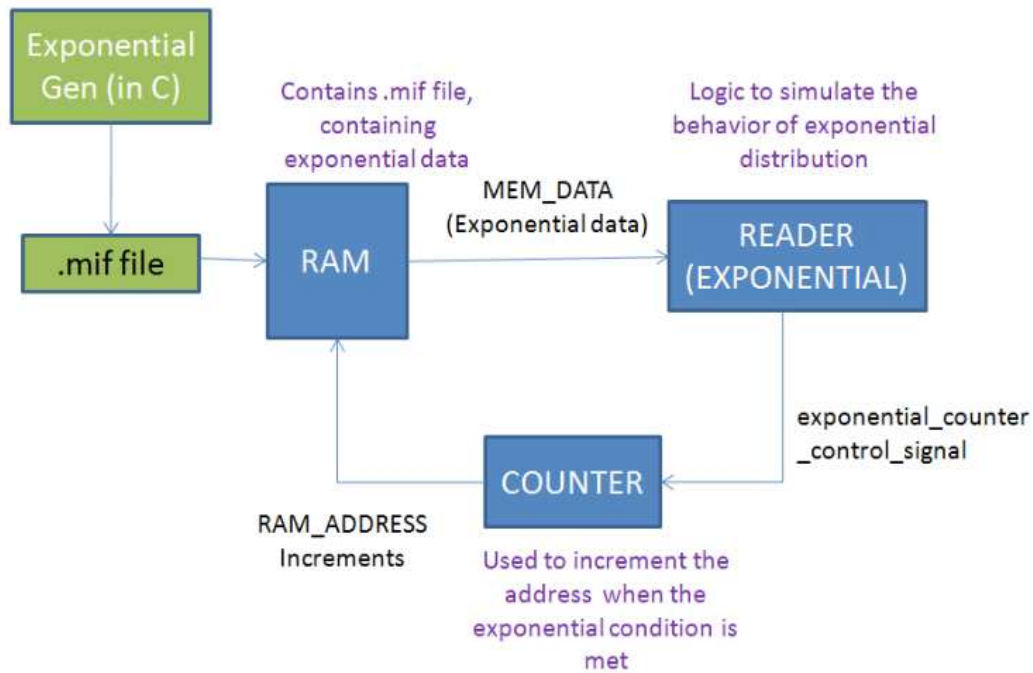 Exponential
Gen (in C)
Contains .mif file,
containing
exponential data
Logic to simulate the
behavior of exponential
distribution
MEM_DATA
(Exponential data)
.mif file
RAM
READER
(EXPONENTIAL)
exponential_counter
_control_signal
COUNTER
RAM_ADDRESS
Increments
Used to increment the
address when the
exponential condition is
met